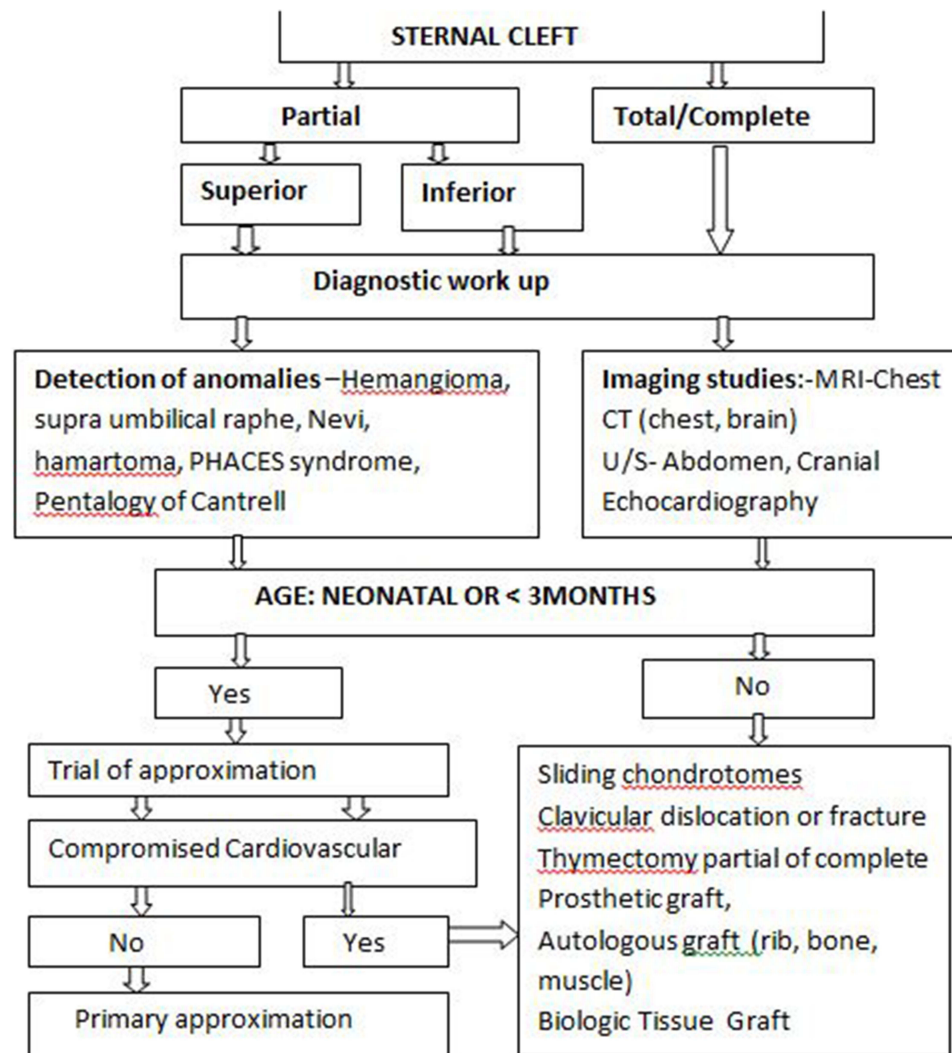 STERNAL CLEFT
Partial
Total/Complete
Superior
Inferior
Diagnostic work up
Detection of anomalies –Hemangioma,
supra umbilical raphe, Nevi,
hamartoma, PHACES syndrome,
Pentalogy of Cantrell
Imaging studies:-MRI-Chest
CT (chest, brain)
U/S- Abdomen, Cranial
Echocardiography
AGE: NEONATAL OR < 3MONTHS
Yes
No
Trial of approximation
Compromised Cardiovascular
No
Yes
Primary approximation
Sliding chondrotomes
Clavicular dislocation or fracture
Thymectomy partial of complete
Prosthetic graft,
Autologous graft (rib, bone,
muscle)
Biologic Tissue Graft